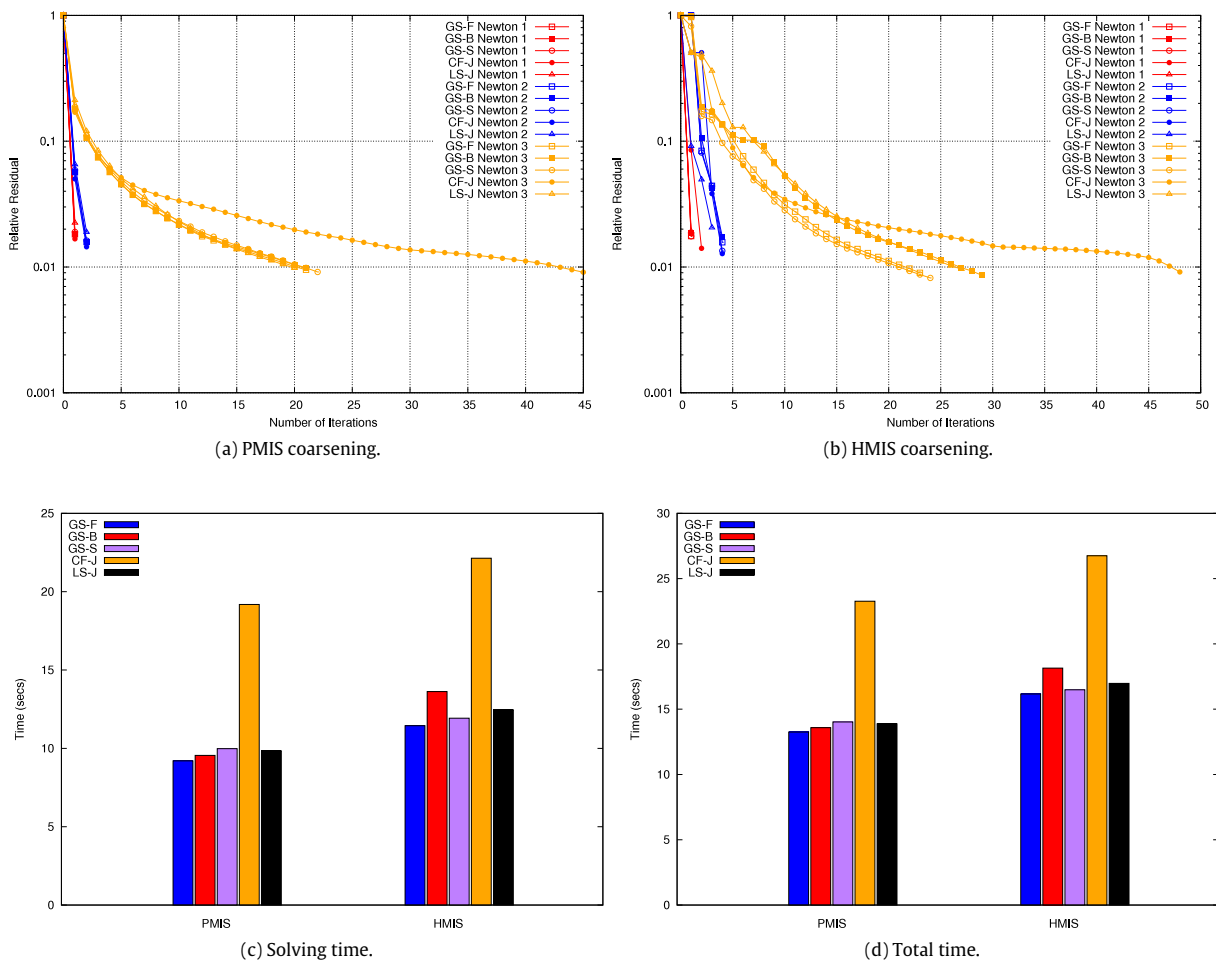 1
0.1
0.01
0.001
Relative Residual
0
5
10
15
20
25
30
35
40
45
Number of Iterations
GS-F Newton 1
GS-B Newton 1
GS-S Newton 1
CF-J Newton 1
LS-J Newton 1
GS-F Newton 2
GS-B Newton 2
GS-S Newton 2
CF-J Newton 2
LS-J Newton 2
GS-F Newton 3
GS-B Newton 3
GS-S Newton 3
CF-J Newton 3
LS-J Newton 3
(a) PMIS coarsening.
1
0.1
0.01
0.001
Relative Residual
0
5
10
15
20
25
30
35
40
45
50
Number of Iterations
GS-F Newton 1
GS-B Newton 1
GS-S Newton 1
CF-J Newton 1
LS-J Newton 1
GS-F Newton 2
GS-B Newton 2
GS-S Newton 2
CF-J Newton 2
LS-J Newton 2
GS-F Newton 3
GS-B Newton 3
GS-S Newton 3
CF-J Newton 3
LS-J Newton 3
(b) HMIS coarsening.
25
20
15
10
5
0
Time (secs)
GS-F
GS-B
GS-S
CF-J
LS-J
PMIS
HMIS
(c) Solving time.
30
25
20
15
10
5
0
Time (secs)
GS-F
GS-B
GS-S
CF-J
LS-J
PMIS
HMIS
(d) Total time.